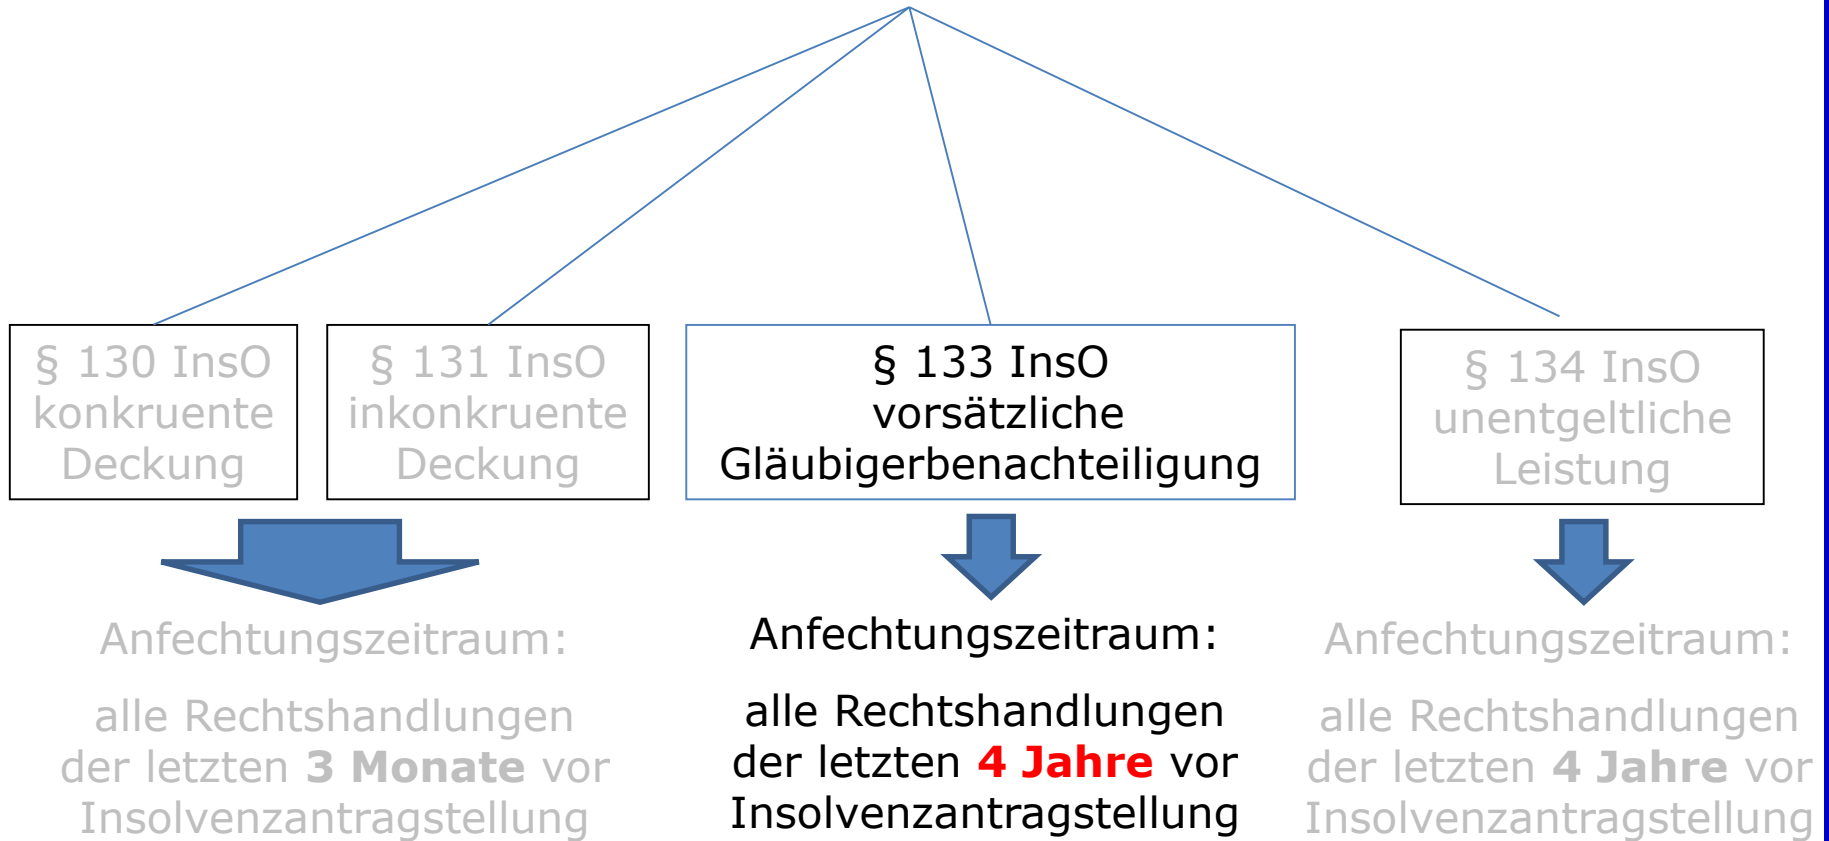 § 130 InsO
konkruente
Deckung
§ 131 InsO
inkonkruente
Deckung
§ 133 InsO
vorsätzliche
Gläubigerbenachteiligung
§ 134 InsO
unentgeltliche
Leistung
Anfechtungszeitraum:
alle Rechtshandlungen
der letzten 3 Monate vor
Insolvenzantragstellung
Anfechtungszeitraum:
alle Rechtshandlungen
der letzten 4 Jahre vor
Insolvenzantragstellung
Anfechtungszeitraum:
alle Rechtshandlungen
der letzten 4 Jahre vor
Insolvenzantragstellung